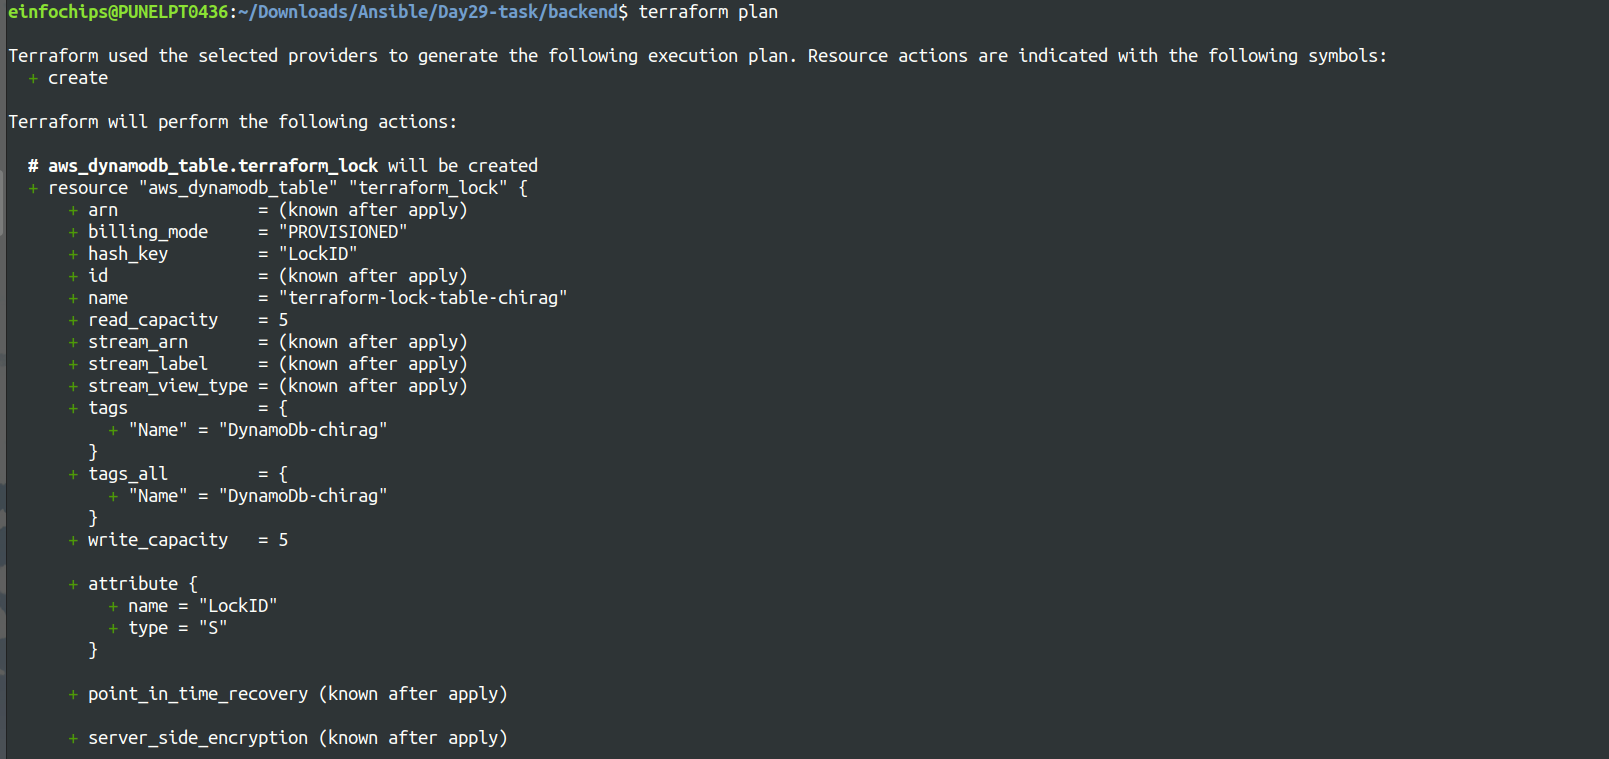 einfochips@PUNELPT0436:~/Downloads/Ansible/Day29-task/backend$ terraform plan
Terraform used the selected providers to generate the following execution plan. Resource actions are indicated with the following symbols:
+ create
Terraform will perform the following actions:
# aws_dynamodb_table.terraform_lock will be created
+ resource "aws_dynamodb_table" "terraform_lock" {
+ arn = (known after apply)
+ billing_mode = "PROVISIONED"
+ hash_key = "LockID"
+ id = (known after apply)
+ name = "terraform-lock-table-chirag"
+ read_capacity = 5
+ stream_arn = (known after apply)
+ stream_label = (known after apply)
+ stream_view_type = (known after apply)
+ tags = {
+ "Name" = "DynamoDb-chirag"
}
+ tags_all = {
+ "Name" = "DynamoDb-chirag"
}
+ write_capacity = 5
+ attribute {
+ name = "LockID"
+ type = "S"
}
+ point_in_time_recovery (known after apply)
+ server_side_encryption (known after apply)